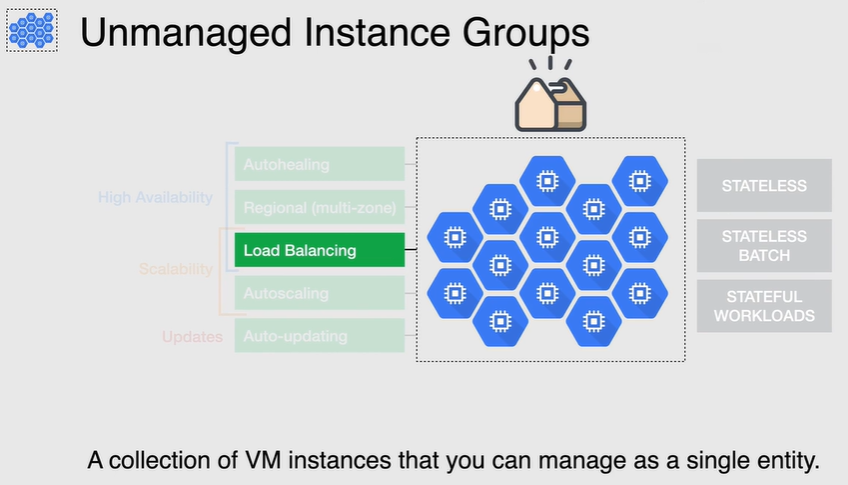 Unmanaged Instance Groups
High Availability
Scalability
Updates
Autohealing
Regional (multi-zone)
Load Balancing
Autoscaling
Auto-updating
STATELESS
STATELESS
BATCH
STATEFUL
WORKLOADS
A collection of VM instances that you can manage as a single entity.